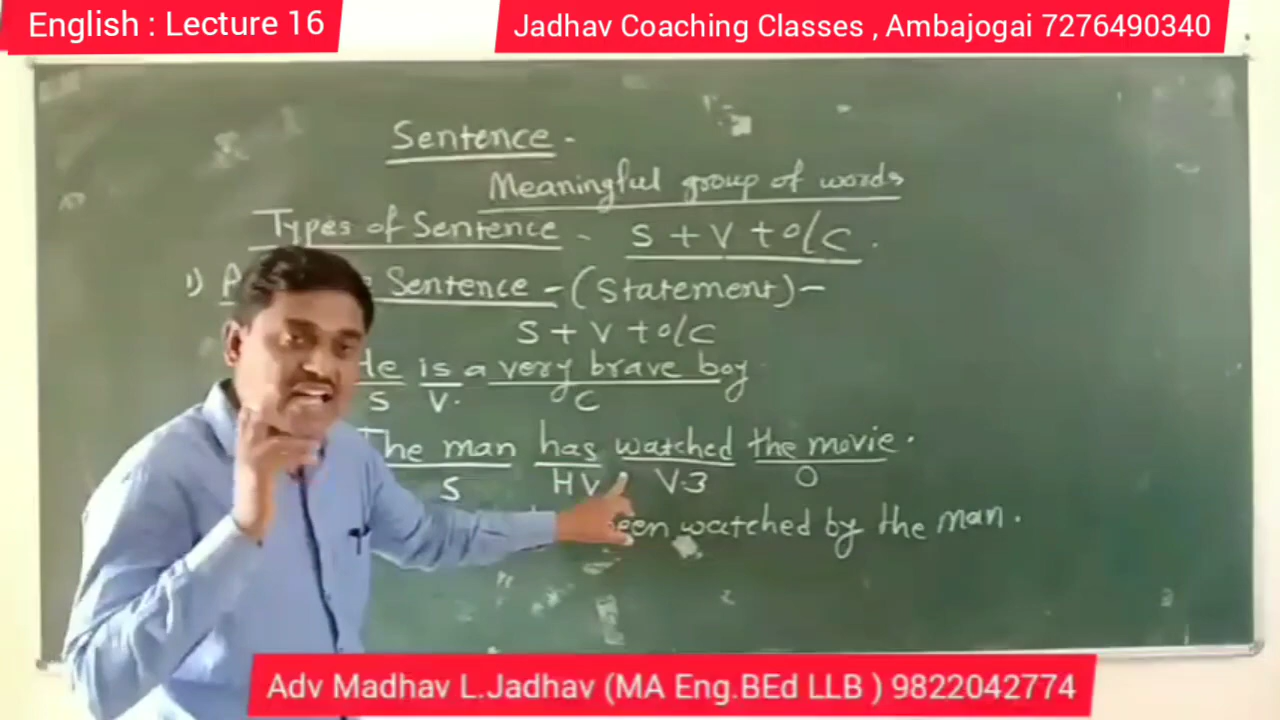 English : Lecture 16
Jadhav Coaching Classes , Ambajogai 7276490340
Sentence -
Meaningful group of words
Types of Sentence - S + V + O/C .
1) Sentence - (Statement) -
S + V + O/C
He is a very brave boy
S V. C
The man has watched the movie .
S HV V.3 O
watched by the man .
Adv Madhav L.Jadhav (MA Eng.BEd LLB ) 9822042774